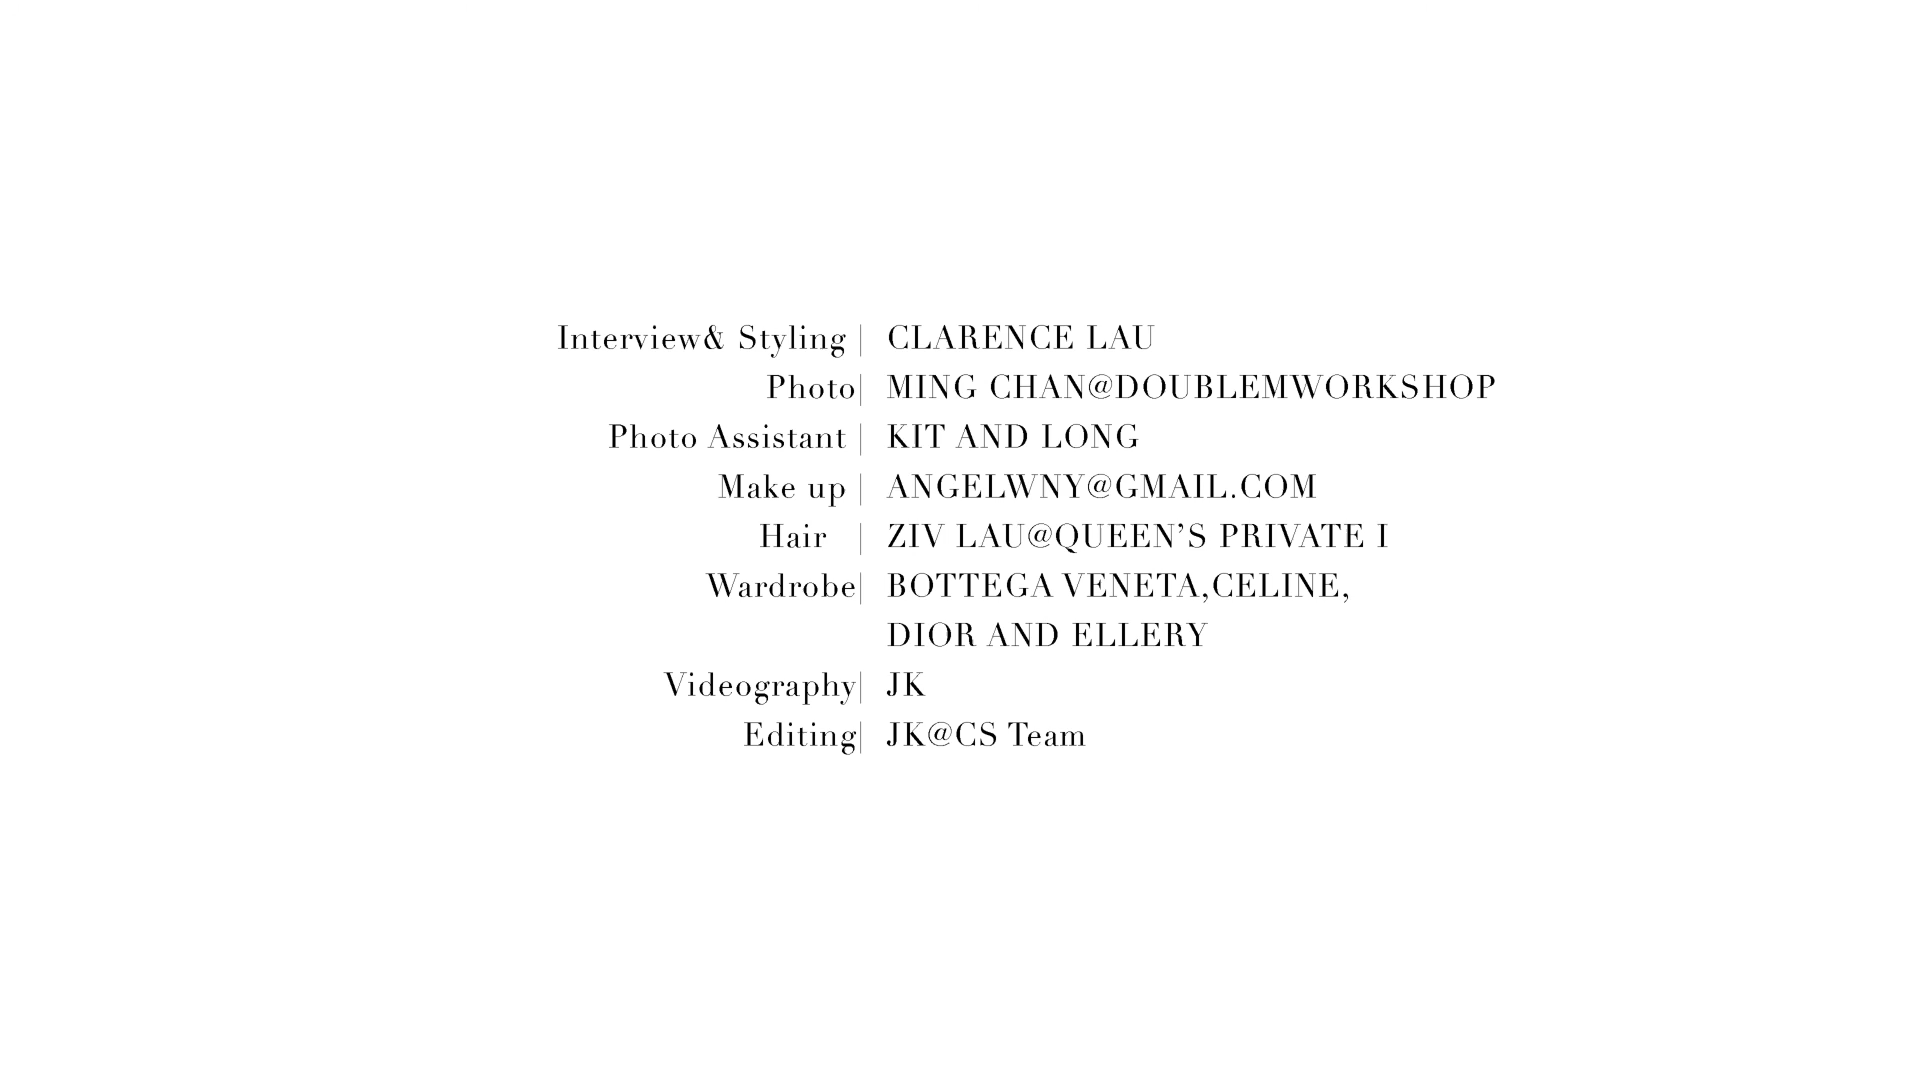 Interview& Styling | CLARENCE LAU
Photo| MING CHAN@DOUBLEMWORKSHOP
Photo Assistant | KIT AND LONG
Make up | ANGELWNY@GMAIL.COM
Hair | ZIV LAU@QUEEN’S PRIVATE I
Wardrobe| BOTTEGA VENETA,CELINE,
DIOR AND ELLERY
Videography| JK
Editing| JK@CS Team